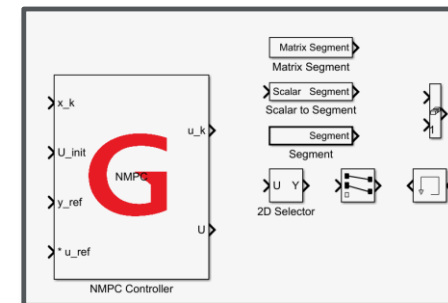 Matrix Segment
Matrix Segment
Scalar Segment
Scalar to Segment
Segment
Segment
U Y
2D Selector
1
x_k
U_init
y_ref
* u_ref
NMPC
G
u_k
U
NMPC Controller